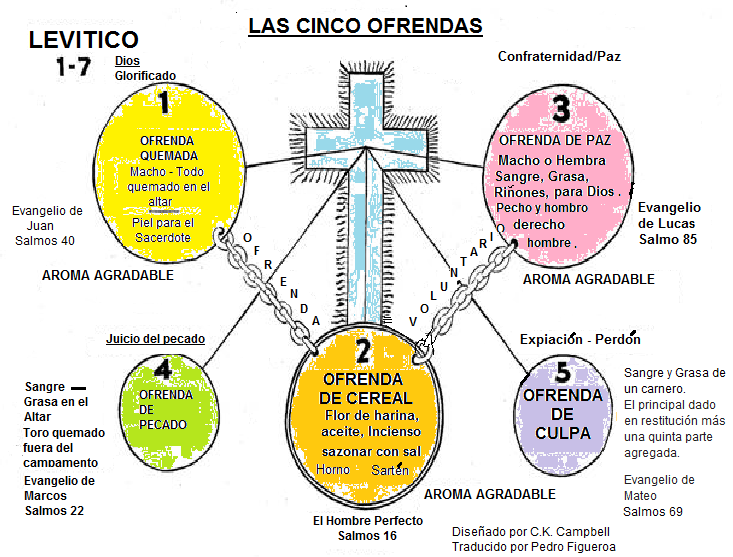 LAS CINCO OFRENDAS
LEVITICO
1-7
Dios
Glorificado
1
OFRENDA
QUEMADA
Macho - Todo
quemado en el
altar
Piel para el
Sacerdote
Evangelio de
Juan
Salmos 40
AROMA AGRADABLE
Confraternidad/Paz
3
OFRENDA DE PAZ
Macho o Hembra
Sangre, Grasa,
Riñones, para Dios .
Pecho y hombro
derecho
hombre .
Evangelio
de Lucas
Salmo 85
AROMA AGRADABLE
OFRENDA
VOLUNTARIO
Juicio del pecado
4
OFRENDA
DE
PECADO
Sangre —
Grasa en el
Altar
Toro quemado
fuera del
campamento
Evangelio de
Marcos
Salmos 22
2
OFRENDA
DE CEREAL
Flor de harina,
aceite, Incienso
sazonar con sal
Horno Sartén
AROMA AGRADABLE
El Hombre Perfecto
Salmos 16
Expiación - Perdón
5
OFRENDA
DE
CULPA
Sangre y Grasa de
un carnero.
El principal dado
en restitución más
una quinta parte
agregada.
Evangelio de
Mateo
Salmos 69
Diseñado por C.K. Campbell
Traducido por Pedro Figueroa